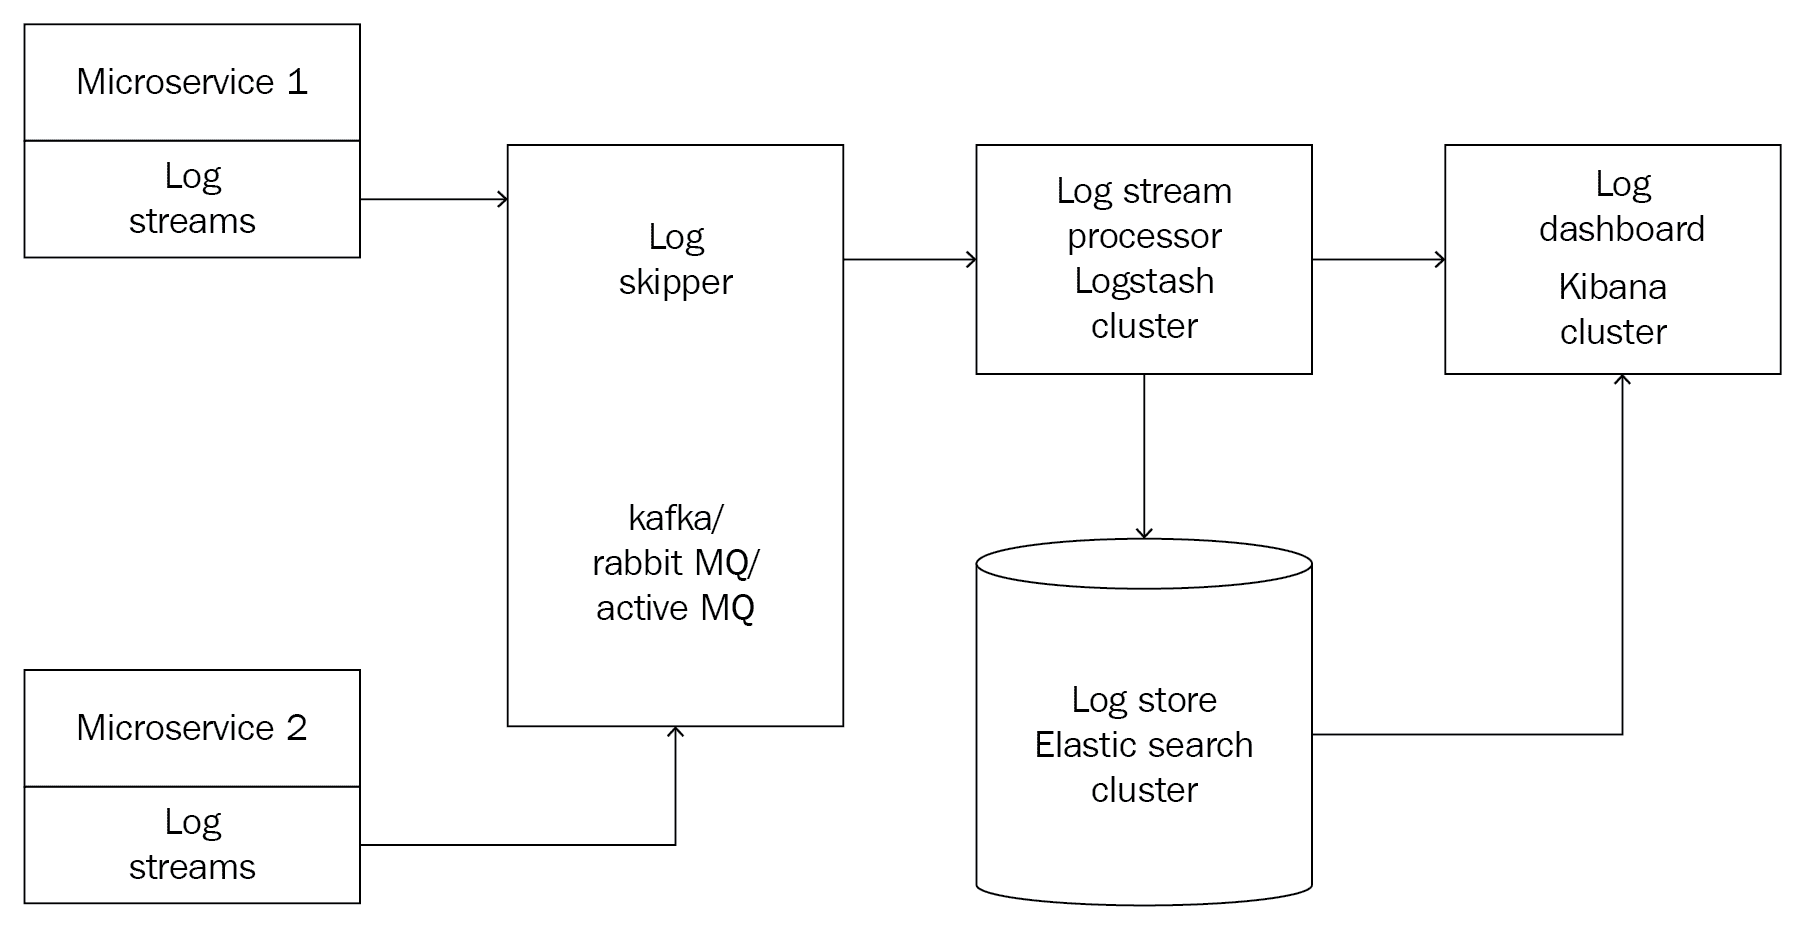 Microservice 1
Log
streams
Log
skipper
kafka/
rabbit MQ/
active MQ
Microservice 2
Log
streams
Log stream
processor
Logstash
cluster
Log store
Elastic search
cluster
Log
dashboard
Kibana
cluster